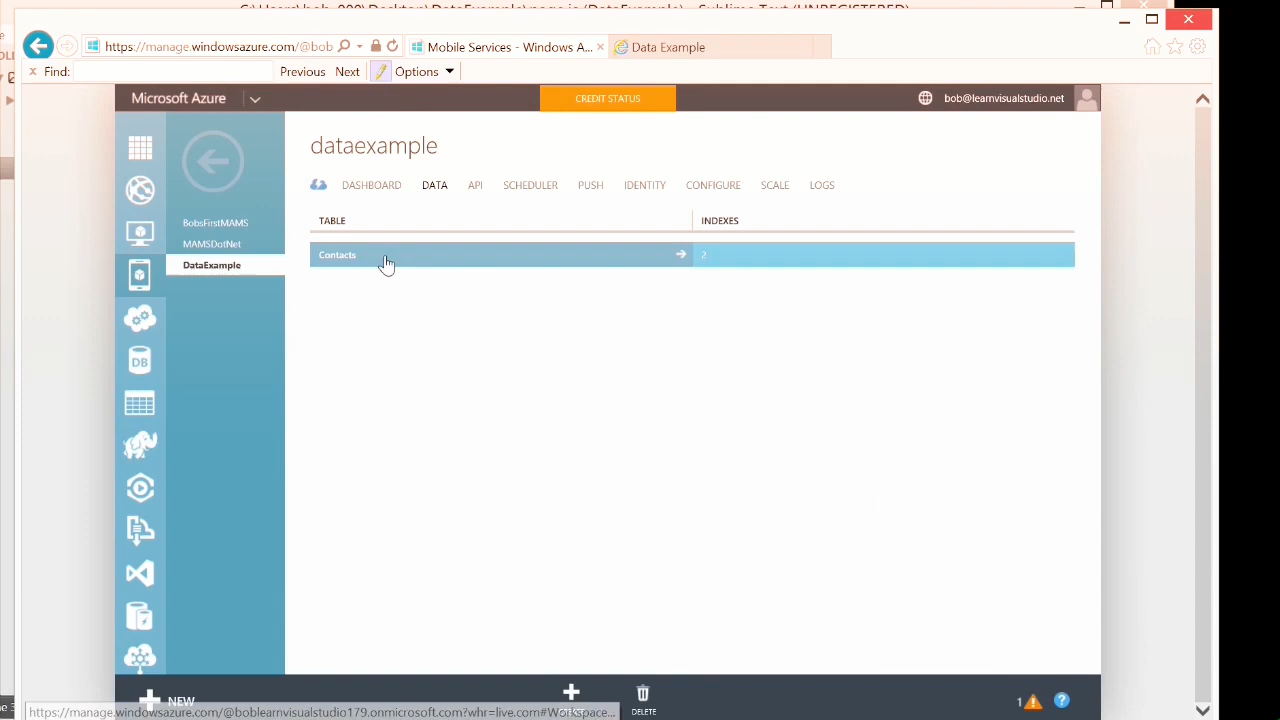 https://manage.windowsazure.com/@bob
Mobile Services - Windows A... ×
Data Example
x Find:
Previous Next
Options
Microsoft Azure
CREDIT STATUS
bob@learnvisualstudio.net
dataexample
DASHBOARD DATA API SCHEDULER PUSH IDENTITY CONFIGURE SCALE LOGS
BobsFirstMAMS
MAMSDotNet
DataExample
TABLE INDEXES
Contacts 2
DB
NEW
DELETE
1
?
https://manage.windowsazure.com/@boblearnvisualstudio179.onmicrosoft.com?whr=live.com#Workspace...